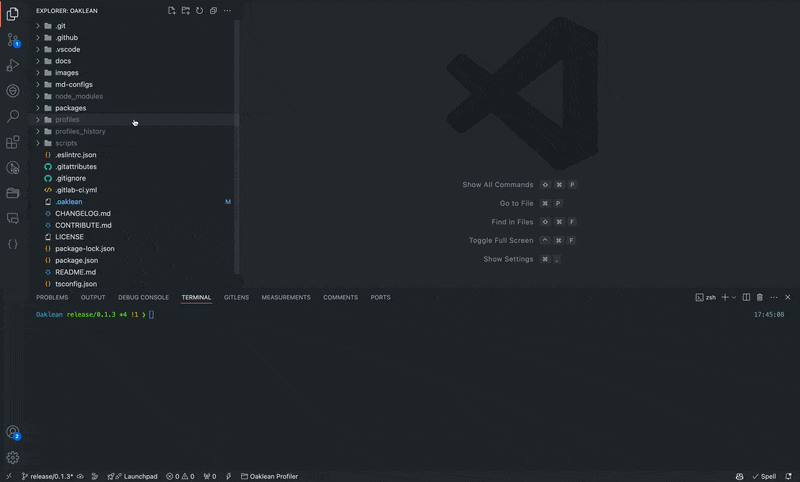 EXPLORER: OAKLEAN
.git
.github
.vscode
docs
images
md-configs
node_modules
packages
profiles
profiles_history
scripts
.eslintrc.json
.gitattributes
.gitignore
.gitlab-ci.yml
.oaklean M
CHANGELOG.md
CONTRIBUTE.md
LICENSE
package-lock.json
package.json
README.md
tsconfig.json
1
Show All Commands ⇧ ⌘ P
Go to File ⌘ P
Find in Files ⇧ ⌘ F
Toggle Full Screen ^ ⌘ F
Show Settings ⌘ ,
PROBLEMS OUTPUT DEBUG CONSOLE TERMINAL GITLENS MEASUREMENTS COMMENTS PORTS zsh
Oaklean release/0.1.3 +4 !1 ❯ 17:45:08
2
release/0.1.3* Launchpad 0 0 0 Oaklean Profiler Spell